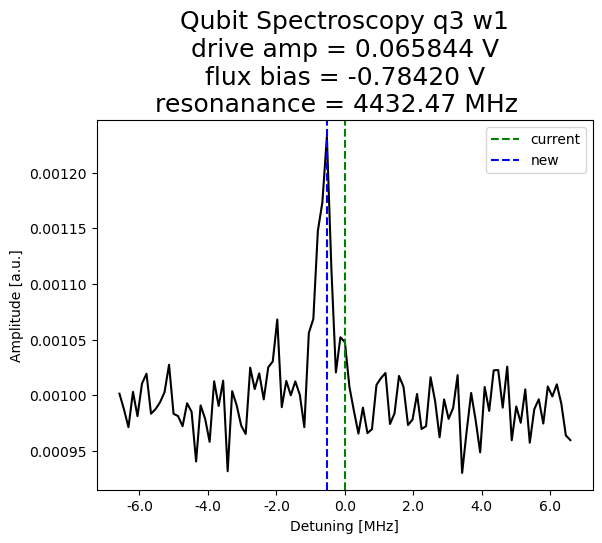 Qubit Spectroscopy q3 w1
drive amp = 0.065844 V
flux bias = -0.78420 V
resonanance = 4432.47 MHz
current
new
0.00120
0.00115
0.00110
0.00105
0.00100
0.00095
Amplitude [a.u.]
-6.0 -4.0 -2.0 0.0 2.0 4.0 6.0
Detuning [MHz]